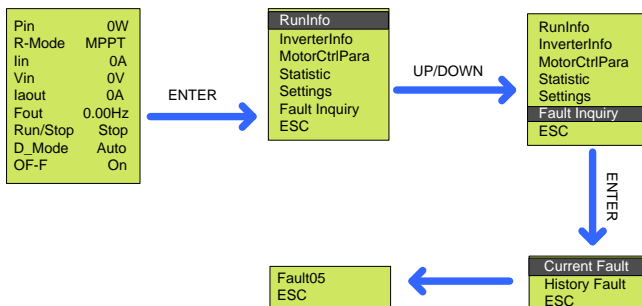 Pin 0W
R-Mode MPPT
Iin 0A
Vin 0V
Iaout 0A
Fout 0.00Hz
Run/Stop Stop
D_Mode Auto
OF-F On
ENTER
RunInfo
InverterInfo
MotorCtrlPara
Statistic
Settings
Fault Inquiry
ESC
UP/DOWN
RunInfo
InverterInfo
MotorCtrlPara
Statistic
Settings
Fault Inquiry
ESC
ENTER
Current Fault
History Fault
ESC
Fault05
ESC